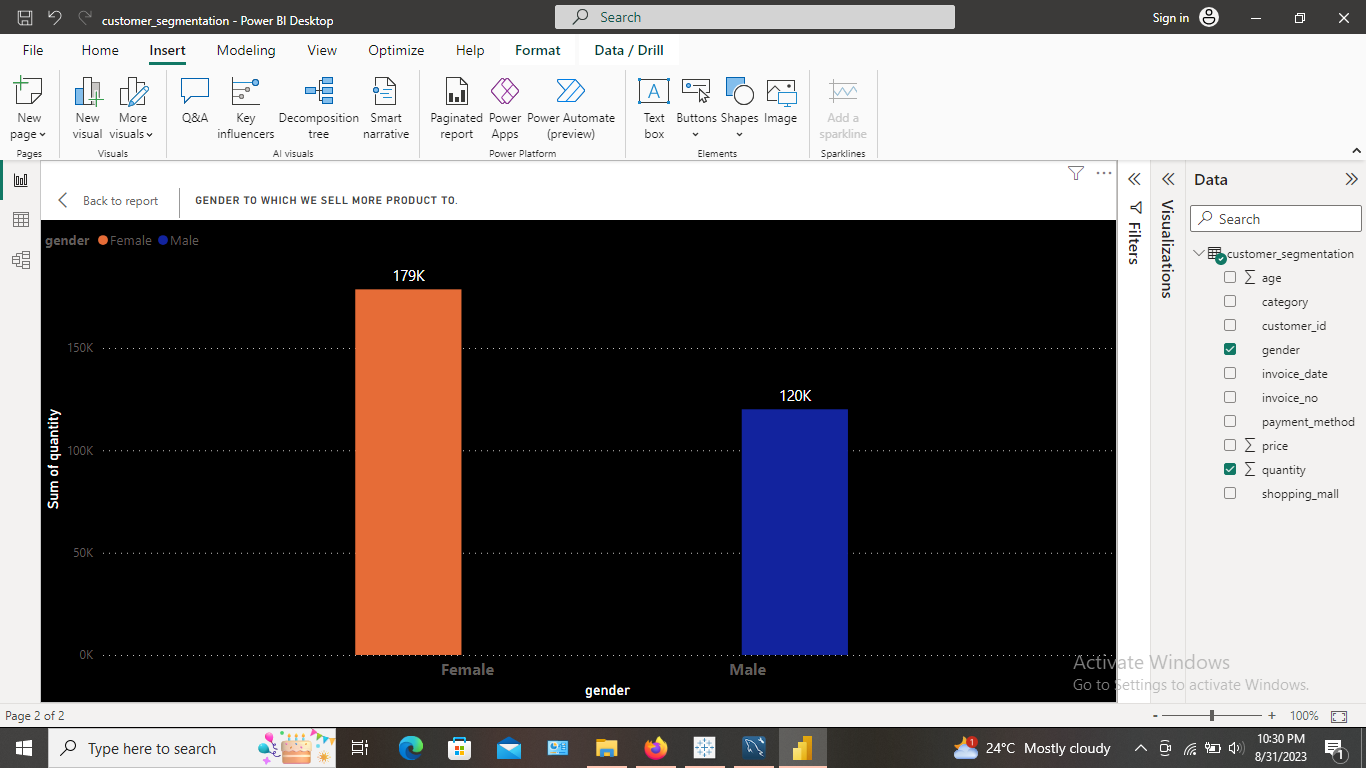 customer_segmentation - Power BI Desktop
Search
Sign in
File Home Insert Modeling View Optimize Help Format Data / Drill
New page
New visual
More visuals
Q&A
Key influencers
Decomposition tree
Smart narrative
Paginated report
Power Apps
Power Automate (preview)
Text box
Buttons
Shapes
Image
Add a sparkline
Pages
Visuals
AI visuals
Power Platform
Elements
Sparklines
Back to report
GENDER TO WHICH WE SELL MORE PRODUCT TO.
gender Female Male
179K
120K
150K
100K
50K
0K
Sum of quantity
Female Male
gender
Filters
Visualizations
Data
Search
customer_segmentation
age
category
customer_id
gender
invoice_date
invoice_no
payment_method
price
quantity
shopping_mall
Activate Windows
Go to Settings to activate Windows.
Page 2 of 2
- + 100%
Type here to search
1
24°C Mostly cloudy
10:30 PM
8/31/2023
1